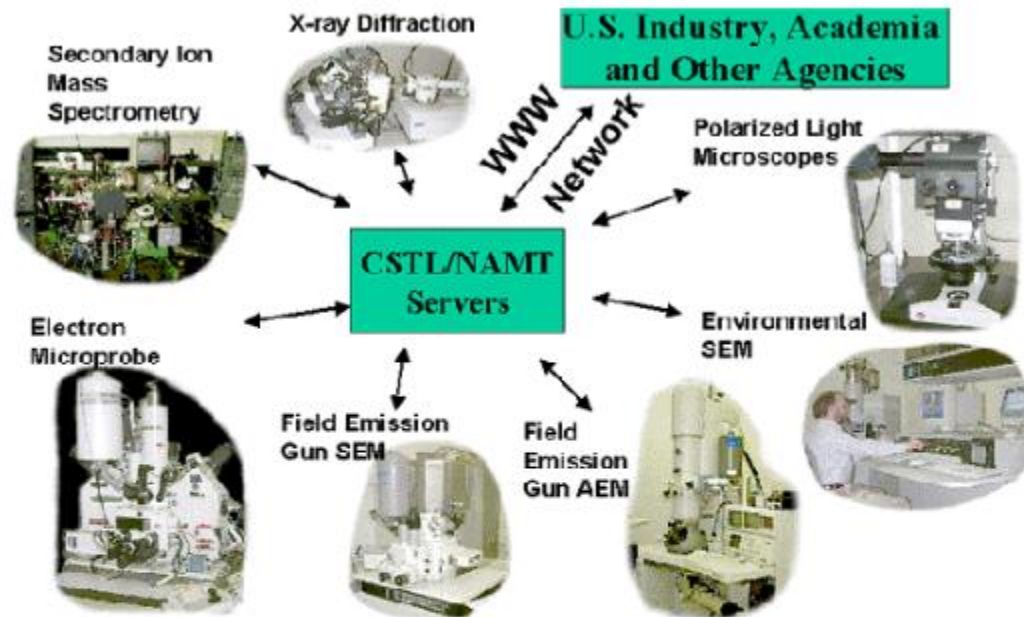 X-ray Diffraction
U.S. Industry, Academia
and Other Agencies
Secondary Ion
Mass
Spectrometry
WWW
Network
Polarized Light
Microscopes
CSTL/NAMT
Servers
Electron
Microprobe
Environmental
SEM
Field Emission
Gun SEM
Field
Emission
Gun AEM